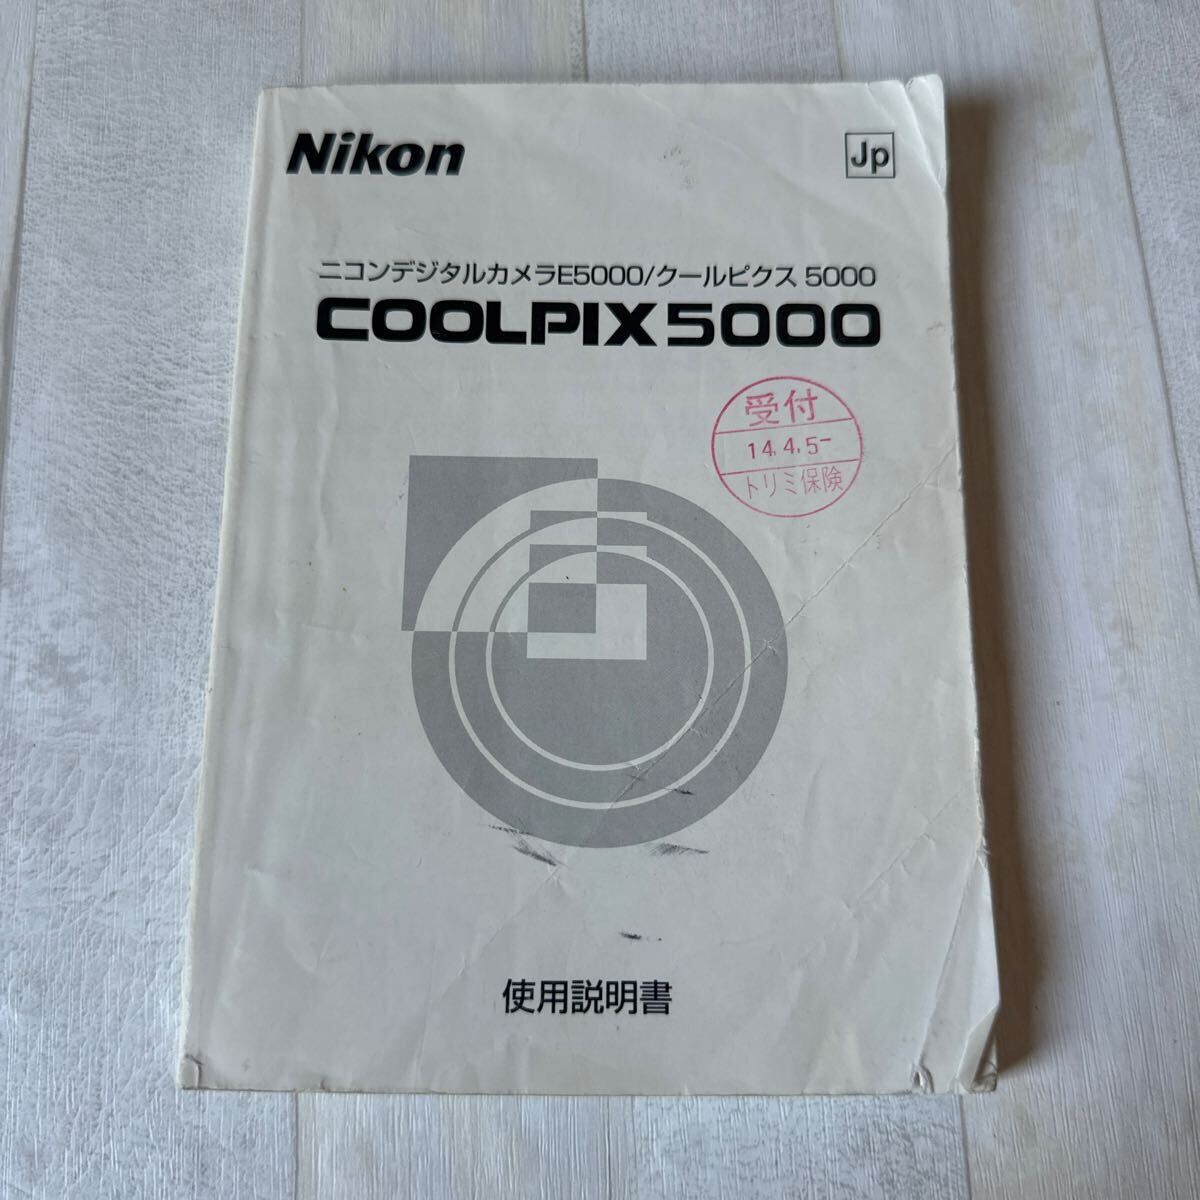 Nikon
Jp
ニコンデジタルカメラE5000/クールピクス 5000
COOLPIX5000
受付
14.4.5-
トリミ保険
使用説明書